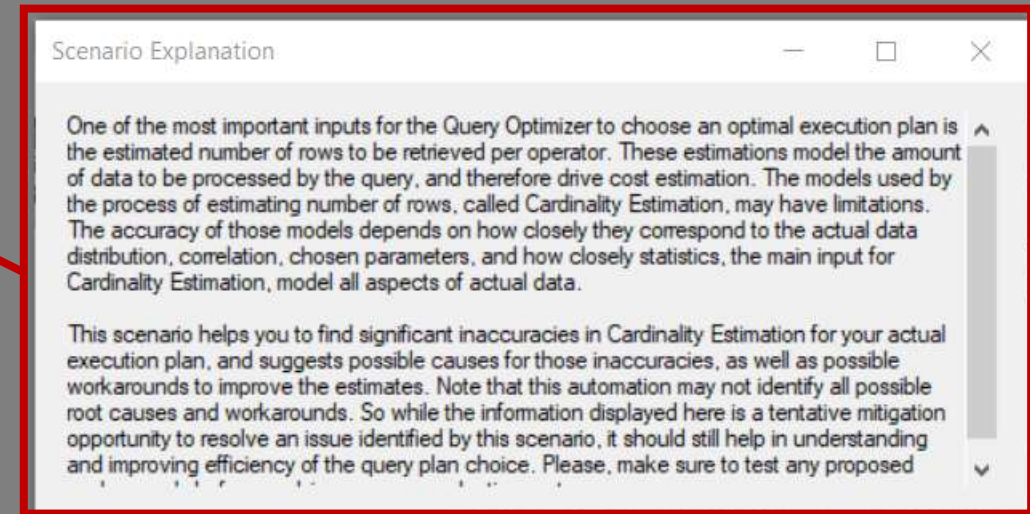 Scenario Explanation
One of the most important inputs for the Query Optimizer to choose an optimal execution plan is
the estimated number of rows to be retrieved per operator. These estimations model the amount
of data to be processed by the query, and therefore drive cost estimation. The models used by
the process of estimating number of rows, called Cardinality Estimation, may have limitations.
The accuracy of those models depends on how closely they correspond to the actual data
distribution, correlation, chosen parameters, and how closely statistics, the main input for
Cardinality Estimation, model all aspects of actual data.
This scenario helps you to find significant inaccuracies in Cardinality Estimation for your actual
execution plan, and suggests possible causes for those inaccuracies, as well as possible
workarounds to improve the estimates. Note that this automation may not identify all possible
root causes and workarounds. So while the information displayed here is a tentative mitigation
opportunity to resolve an issue identified by this scenario, it should still help in understanding
and improving efficiency of the query plan choice. Please, make sure to test any proposed